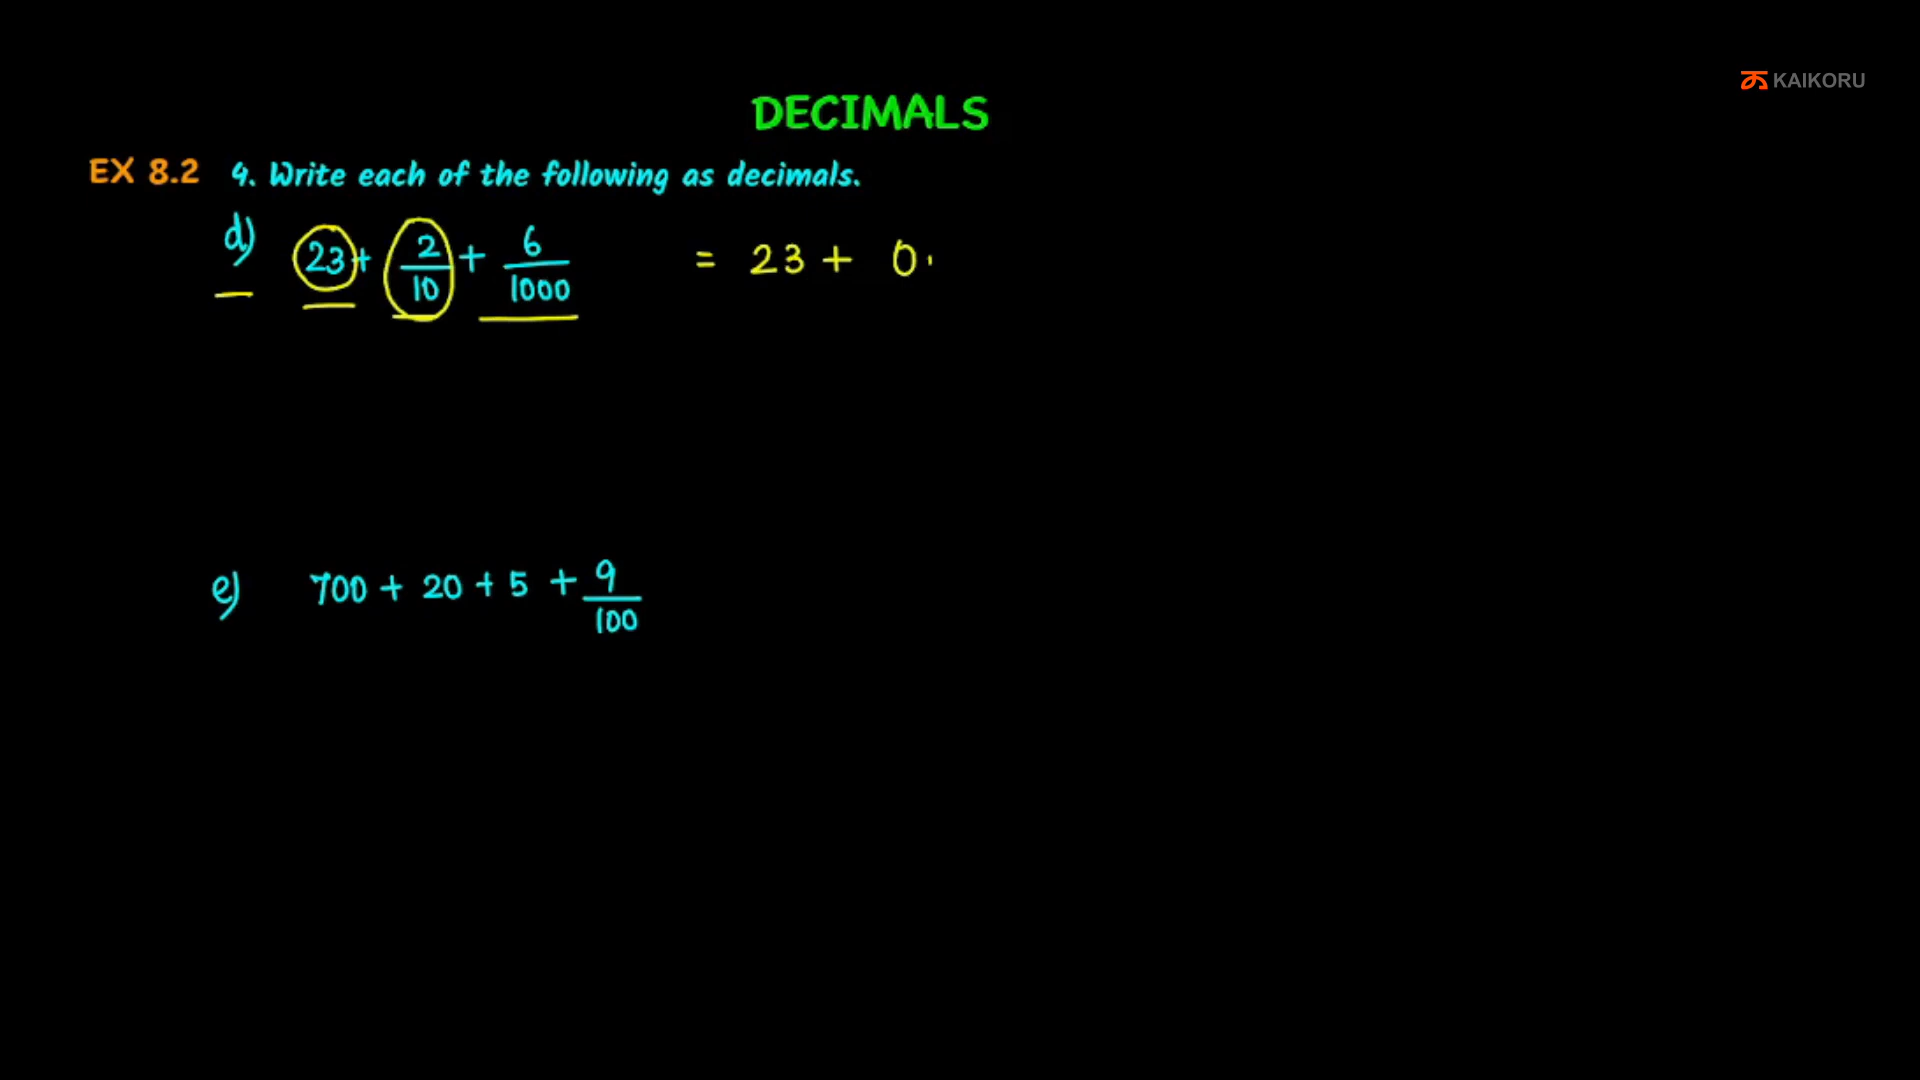 KAIKORU
DECIMALS
EX 8.2 4. Write each of the following as decimals.
d) 23 + 2/10 + 6/1000 = 23 + 0.
e) 700 + 20 + 5 + 9/100